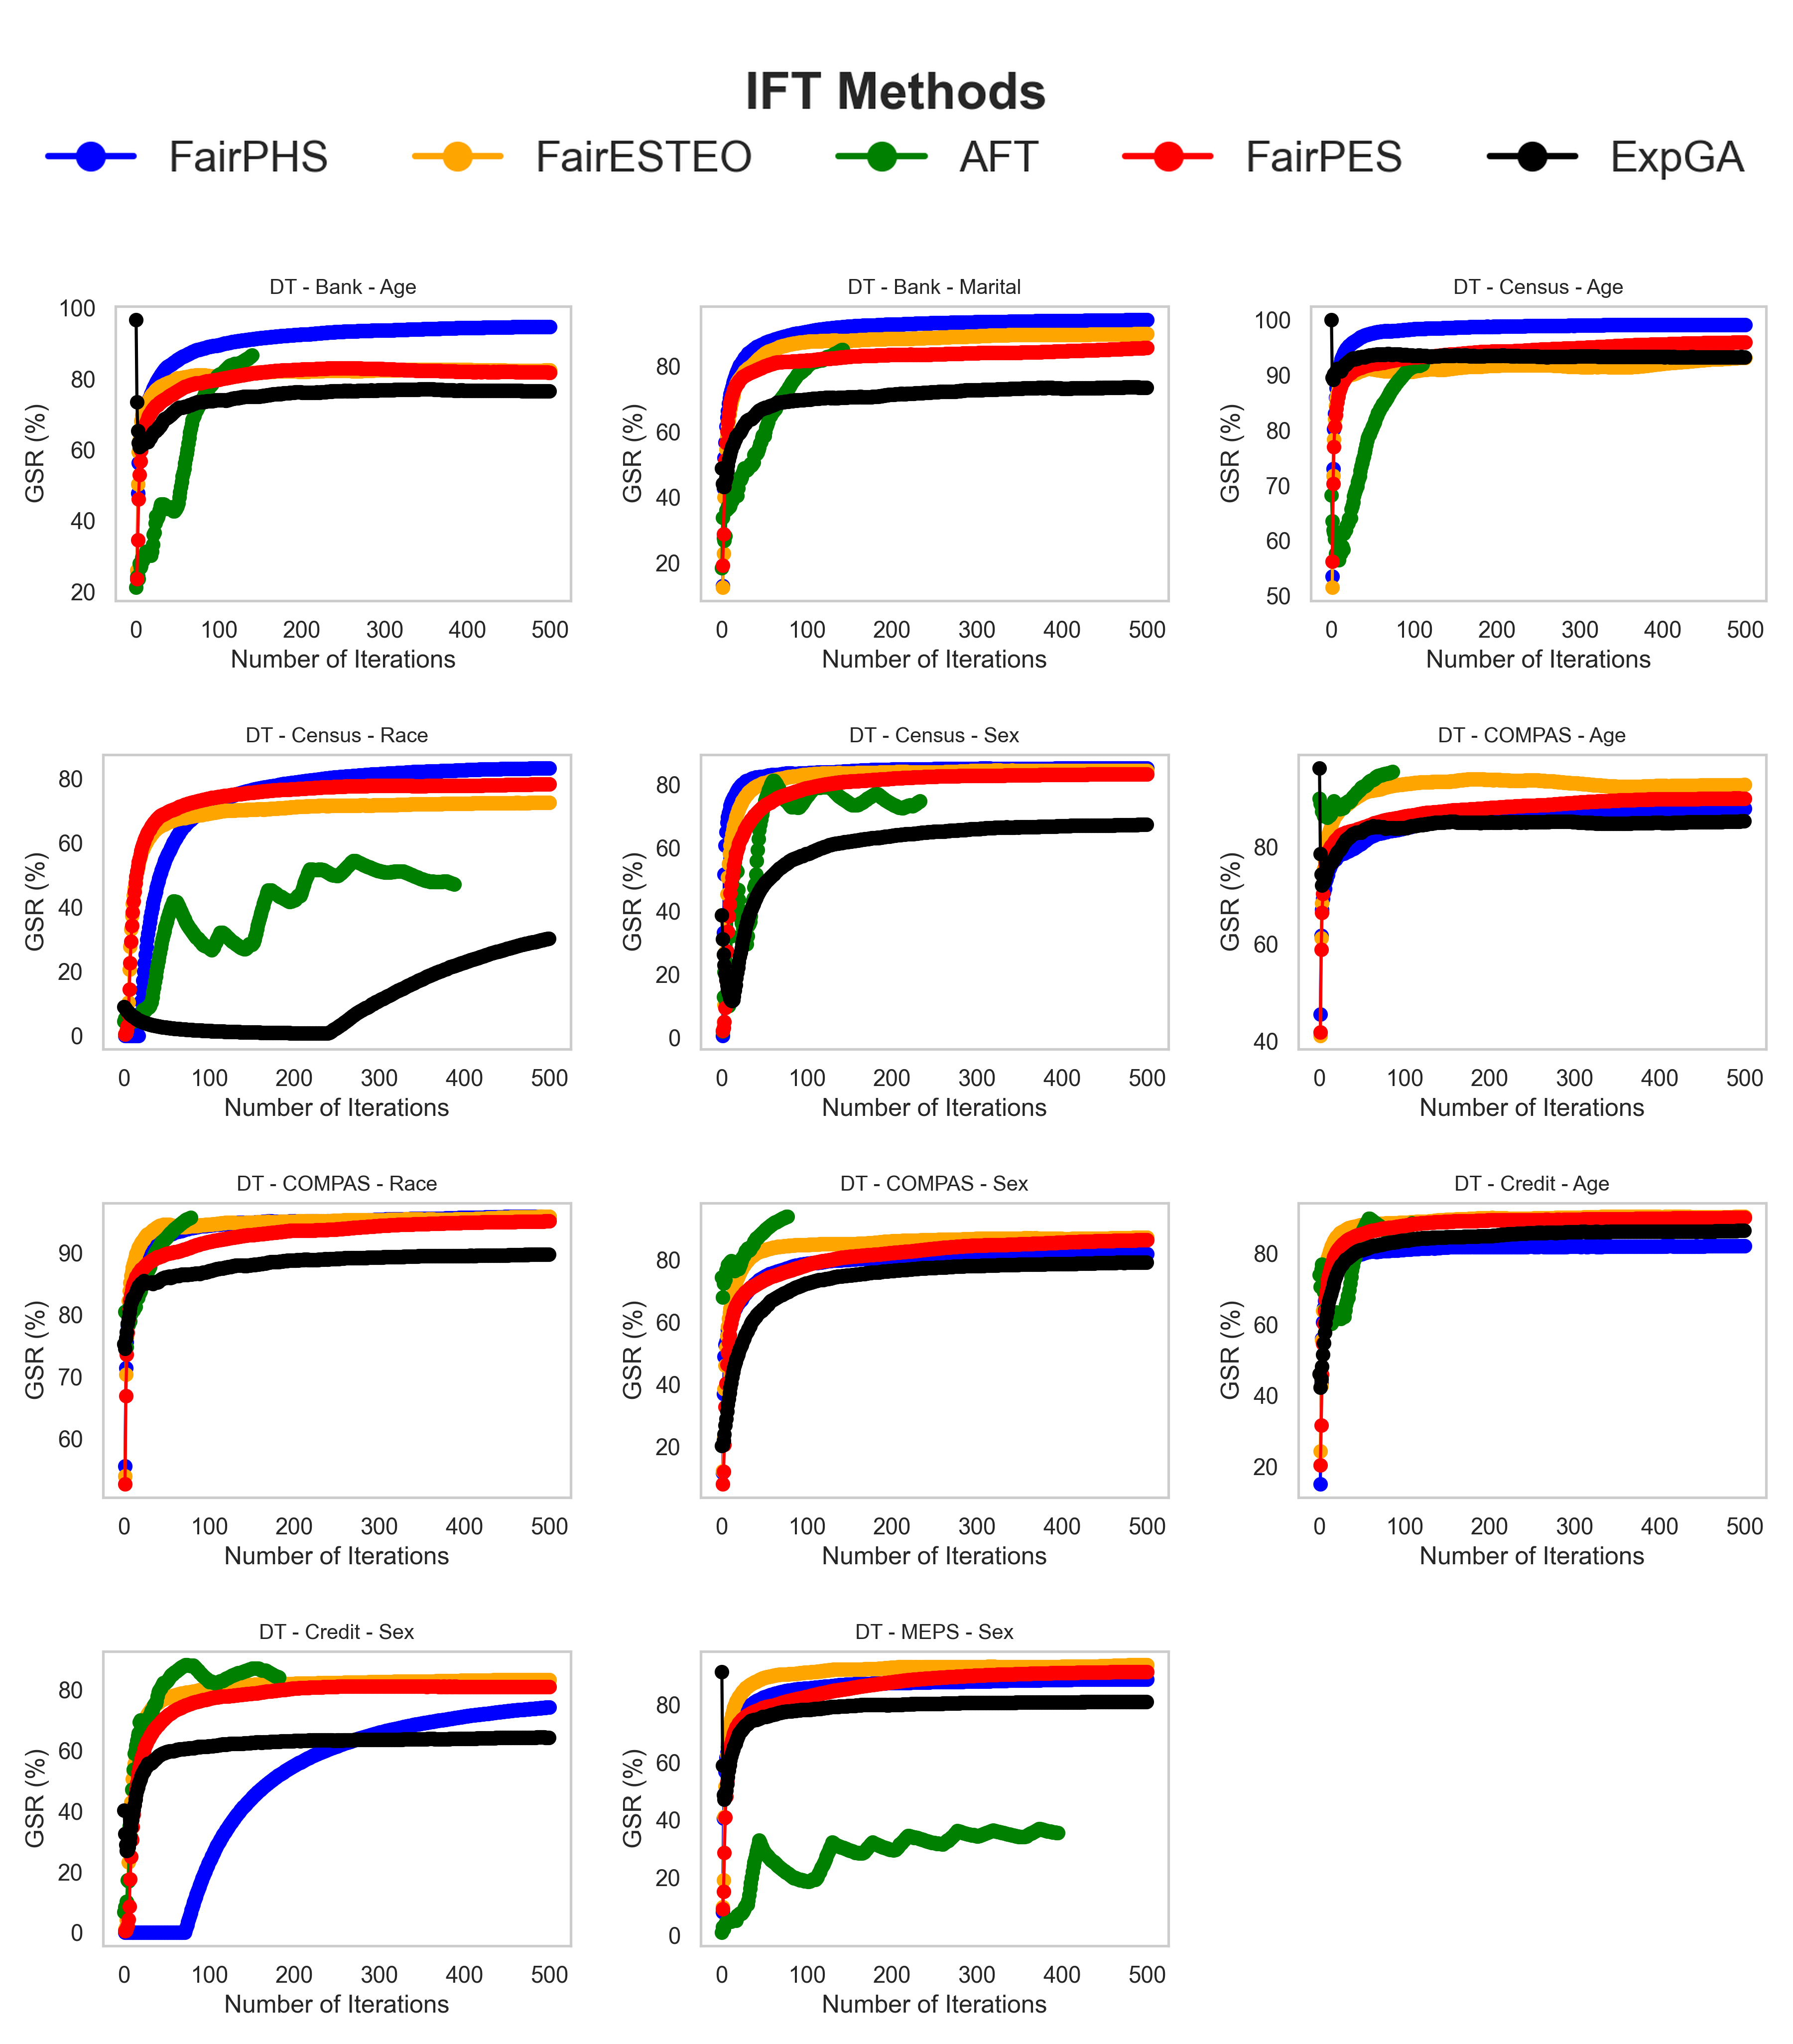 IFT Methods
FairPHS FairESTEO AFT FairPES ExpGA
DT - Bank - Age
GSR (%)
100
80
60
40
20
0 100 200 300 400 500
Number of Iterations
DT - Bank - Marital
GSR (%)
80
60
40
20
0 100 200 300 400 500
Number of Iterations
DT - Census - Age
GSR (%)
100
90
80
70
60
50
0 100 200 300 400 500
Number of Iterations
DT - Census - Race
GSR (%)
80
60
40
20
0
0 100 200 300 400 500
Number of Iterations
DT - Census - Sex
GSR (%)
80
60
40
20
0
0 100 200 300 400 500
Number of Iterations
DT - COMPAS - Age
GSR (%)
80
60
40
0 100 200 300 400 500
Number of Iterations
DT - COMPAS - Race
GSR (%)
90
80
70
60
0 100 200 300 400 500
Number of Iterations
DT - COMPAS - Sex
GSR (%)
80
60
40
20
0 100 200 300 400 500
Number of Iterations
DT - Credit - Age
GSR (%)
80
60
40
20
0 100 200 300 400 500
Number of Iterations
DT - Credit - Sex
GSR (%)
80
60
40
20
0
0 100 200 300 400 500
Number of Iterations
DT - MEPS - Sex
GSR (%)
80
60
40
20
0
0 100 200 300 400 500
Number of Iterations